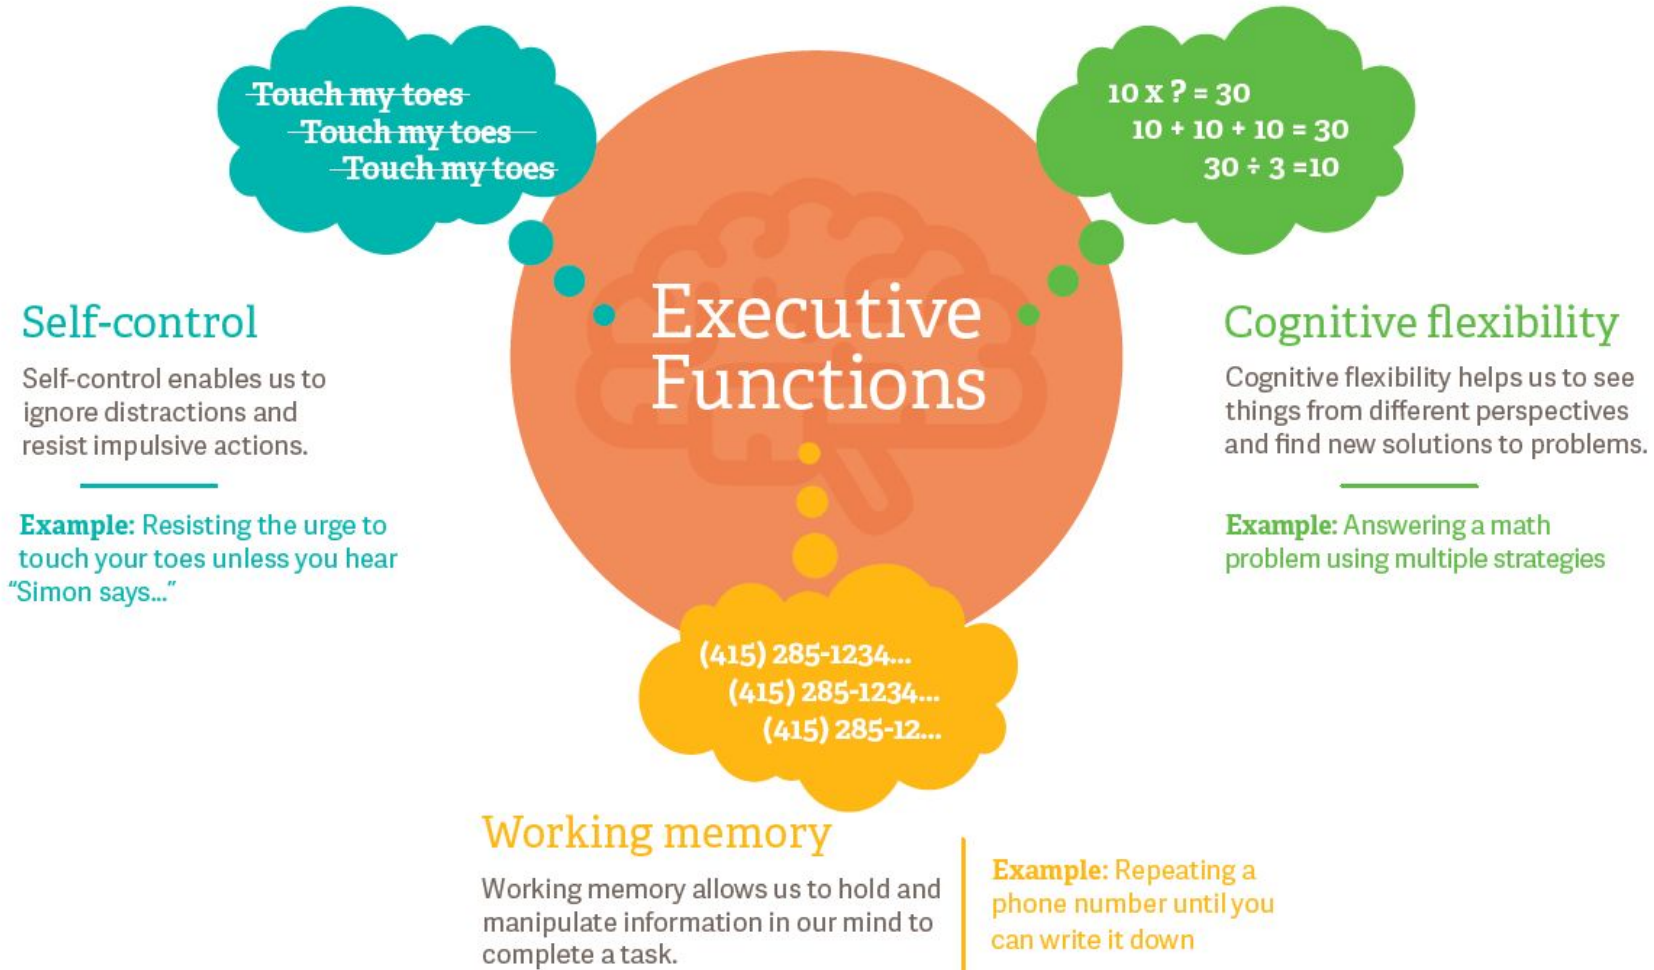 Touch my toes
Touch my toes
Touch my toes
10 x ? = 30
10 + 10 + 10 = 30
30 ÷ 3 =10
Executive
Functions
Self-control
Self-control enables us to
ignore distractions and
resist impulsive actions.
Example: Resisting the urge to
touch your toes unless you hear
“Simon says...”
Cognitive flexibility
Cognitive flexibility helps us to see
things from different perspectives
and find new solutions to problems.
Example: Answering a math
problem using multiple strategies
(415) 285-1234...
(415) 285-1234...
(415) 285-12...
Working memory
Working memory allows us to hold and
manipulate information in our mind to
complete a task.
Example: Repeating a
phone number until you
can write it down